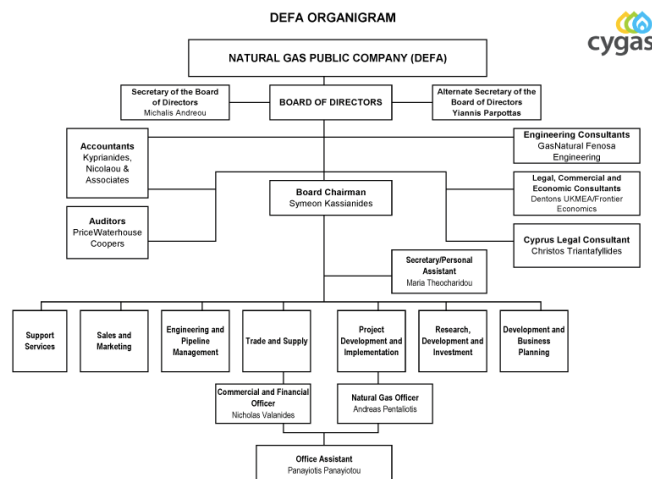 DEFA ORGANIGRAM
cygas
NATURAL GAS PUBLIC COMPANY (DEFA)
Secretary of the Board
of Directors
Michalis Andreou
BOARD OF DIRECTORS
Alternate Secretary of
the Board of Directors
Yiannis Parpottas
Accountants
Kyprianides,
Nicolaou &
Associates
Engineering Consultants
GasNatural Fenosa
Engineering
Board Chairman
Symeon Kassianides
Legal, Commercial and
Economic Consultants
Dentons UKMEA/Frontier
Economics
Auditors
PriceWaterhouse
Coopers
Cyprus Legal Consultant
Christos Triantafyllides
Secretary/Personal
Assistant
Maria Theocharidou
Support
Services
Sales and
Marketing
Engineering and
Pipeline
Management
Trade and Supply
Project
Development and
Implementation
Research,
Development and
Investment
Development and
Business
Planning
Commercial and Financial
Officer
Nicholas Valanides
Natural Gas Officer
Andreas Pentaliotis
Office Assistant
Panayiotis Panayiotou